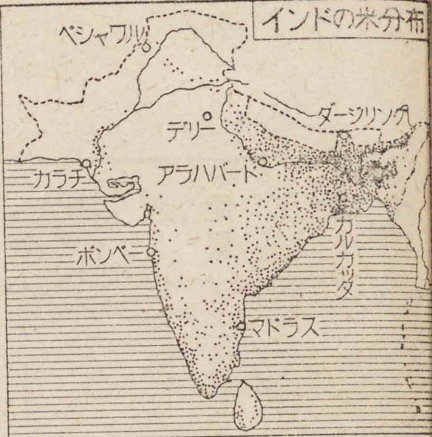 インドの米分布
ペシャワル
デリー
ダージリング
カラチ
アラハバード
カルカッタ
ボンベー
マドラス